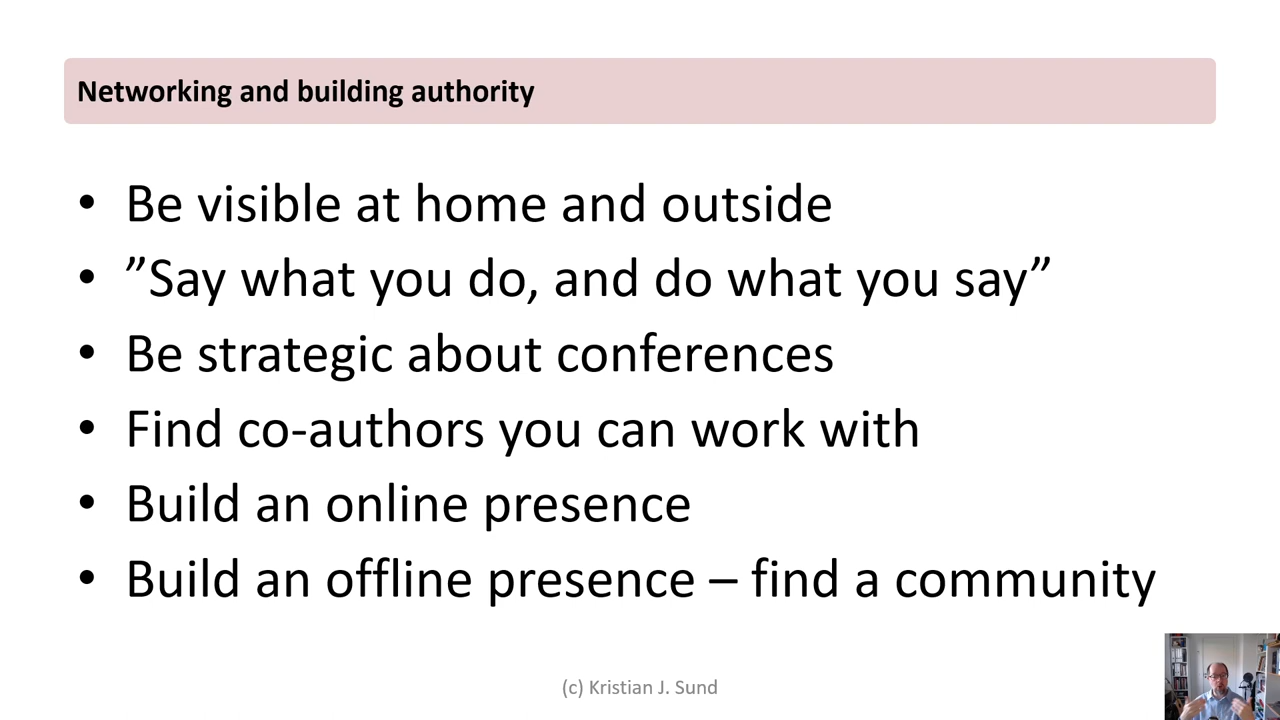 Networking and building authority
• Be visible at home and outside
• ”Say what you do, and do what you say”
• Be strategic about conferences
• Find co-authors you can work with
• Build an online presence
• Build an offline presence – find a community
(c) Kristian J. Sund